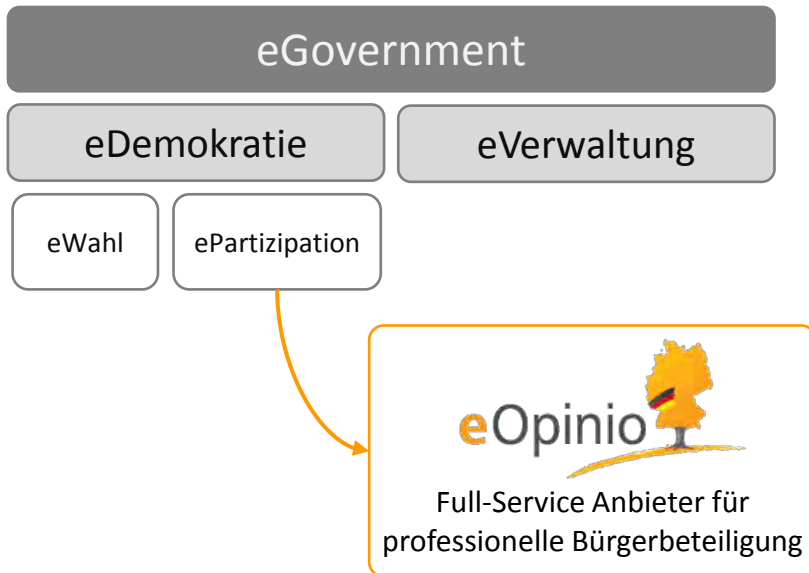 eGovernment
eDemokratie
eVerwaltung
eWahl
ePartizipation
eOpinio
Full-Service Anbieter für
professionelle Bürgerbeteiligung